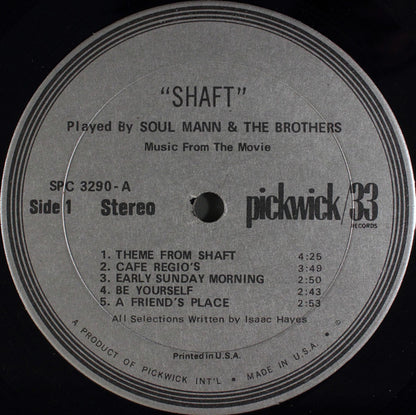 "SHAFT"
Played By SOUL MANN & THE BROTHERS
Music From The Movie
SPC 3290-A
Side 1 Stereo
pickwick/33
RECORDS
1. THEME FROM SHAFT 4:25
2. CAFE REGIO'S 3:49
3. EARLY SUNDAY MORNING 2:50
4. BE YOURSELF 2:43
5. A FRIEND'S PLACE 2:53
All Selections Written by Isaac Hayes
Printed in U.S.A.
A PRODUCT OF PICKWICK INT'L • MADE IN U.S.A. • ℗